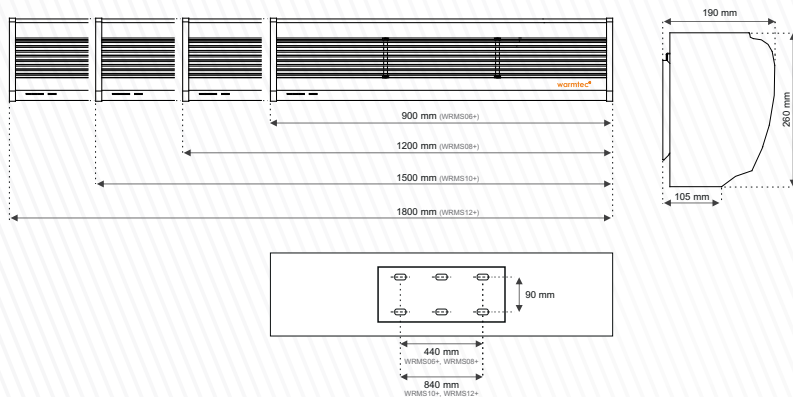 190 mm
warmtec
900 mm (WRMS06+)
260 mm
1200 mm (WRMS08+)
1500 mm (WRMS10+)
105 mm
1800 mm (WRMS12+)
90 mm
440 mm
WRMS06+, WRMS08+
840 mm
WRMS10+, WRMS12+